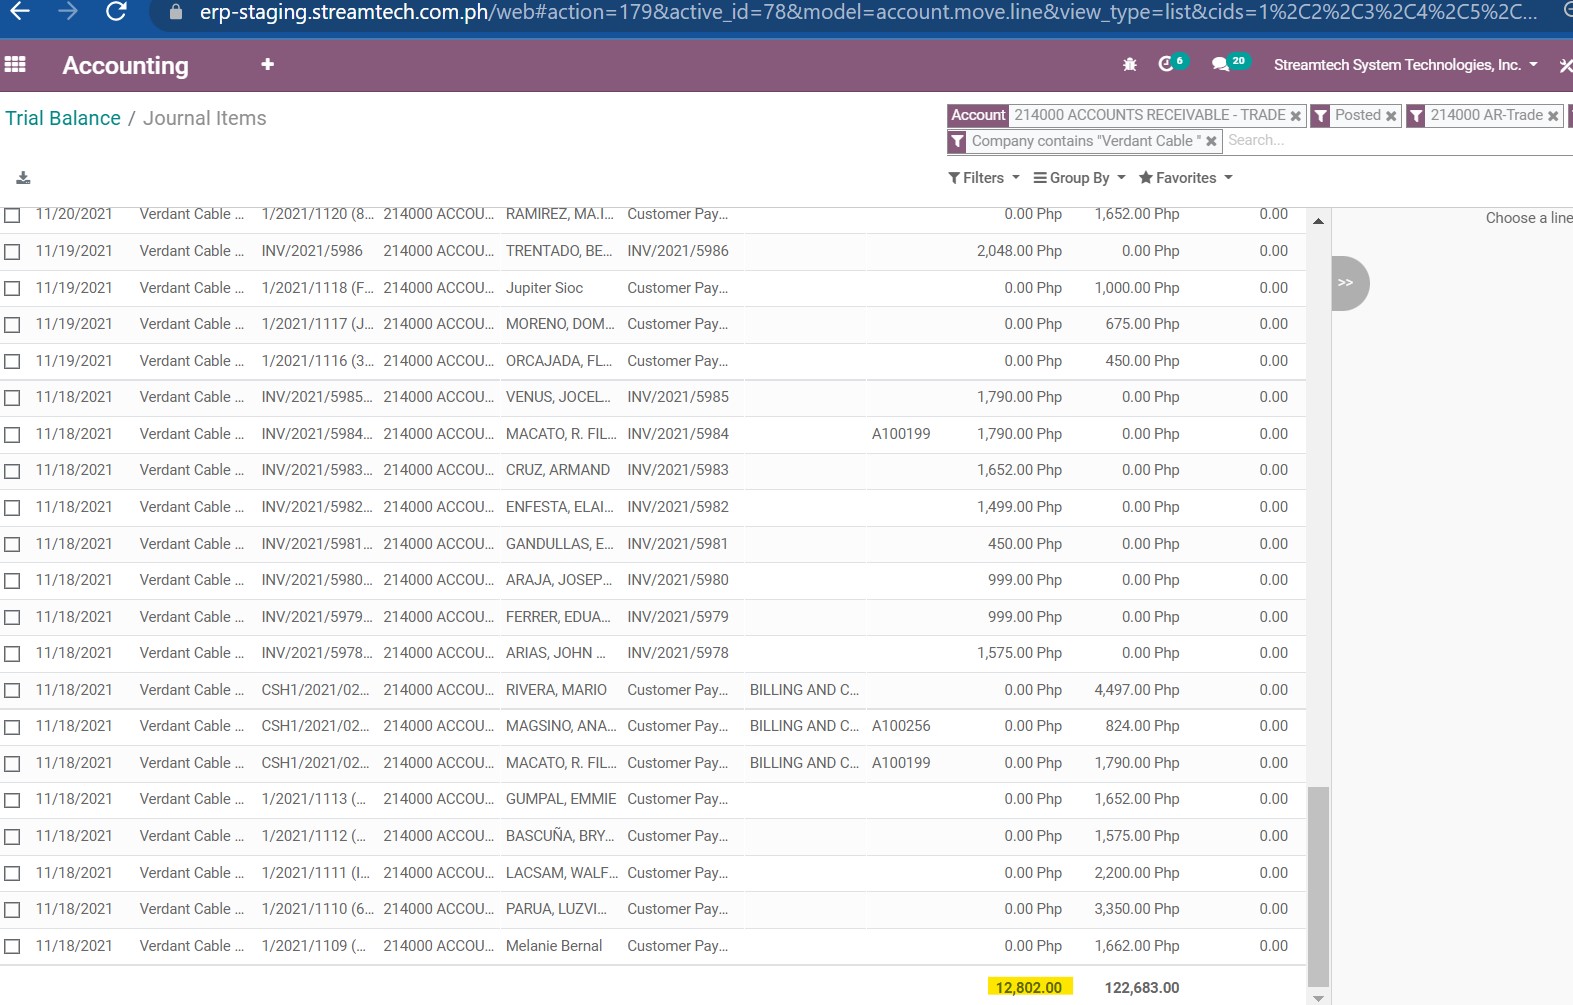 erp-staging.streamtech.com.ph/web#action=179&active_id=78&model=account.move.line&view_type=list&cids=1%2C2%2C3%2C4%2C5%2C...
Accounting + 6 20 Streamtech System Technologies, Inc.
Trial Balance / Journal Items
Account 214000 ACCOUNTS RECEIVABLE - TRADE × Posted × 214000 AR-Trade ×
Company contains "Verdant Cable " × Search...
Filters Group By Favorites
Choose a line
>>
11/20/2021 Verdant Cable ... 1/2021/1120 (8... 214000 ACCOU... RAMIREZ, MA.I... Customer Pay... 0.00 Php 1,652.00 Php 0.00
11/19/2021 Verdant Cable ... INV/2021/5986 214000 ACCOU... TRENTADO, BE... INV/2021/5986 2,048.00 Php 0.00 Php 0.00
11/19/2021 Verdant Cable ... 1/2021/1118 (F... 214000 ACCOU... Jupiter Sioc Customer Pay... 0.00 Php 1,000.00 Php 0.00
11/19/2021 Verdant Cable ... 1/2021/1117 (J... 214000 ACCOU... MORENO, DOM... Customer Pay... 0.00 Php 675.00 Php 0.00
11/19/2021 Verdant Cable ... 1/2021/1116 (3... 214000 ACCOU... ORCAJADA, FL... Customer Pay... 0.00 Php 450.00 Php 0.00
11/18/2021 Verdant Cable ... INV/2021/5985... 214000 ACCOU... VENUS, JOCEL... INV/2021/5985 1,790.00 Php 0.00 Php 0.00
11/18/2021 Verdant Cable ... INV/2021/5984... 214000 ACCOU... MACATO, R. FIL... INV/2021/5984 A100199 1,790.00 Php 0.00 Php 0.00
11/18/2021 Verdant Cable ... INV/2021/5983... 214000 ACCOU... CRUZ, ARMAND INV/2021/5983 1,652.00 Php 0.00 Php 0.00
11/18/2021 Verdant Cable ... INV/2021/5982... 214000 ACCOU... ENFESTA, ELAI... INV/2021/5982 1,499.00 Php 0.00 Php 0.00
11/18/2021 Verdant Cable ... INV/2021/5981... 214000 ACCOU... GANDULLAS, E... INV/2021/5981 450.00 Php 0.00 Php 0.00
11/18/2021 Verdant Cable ... INV/2021/5980... 214000 ACCOU... ARAJA, JOSEP... INV/2021/5980 999.00 Php 0.00 Php 0.00
11/18/2021 Verdant Cable ... INV/2021/5979... 214000 ACCOU... FERRER, EDUA... INV/2021/5979 999.00 Php 0.00 Php 0.00
11/18/2021 Verdant Cable ... INV/2021/5978... 214000 ACCOU... ARIAS, JOHN ... INV/2021/5978 1,575.00 Php 0.00 Php 0.00
11/18/2021 Verdant Cable ... CSH1/2021/02... 214000 ACCOU... RIVERA, MARIO Customer Pay... BILLING AND C... 0.00 Php 4,497.00 Php 0.00
11/18/2021 Verdant Cable ... CSH1/2021/02... 214000 ACCOU... MAGSINO, ANA... Customer Pay... BILLING AND C... A100256 0.00 Php 824.00 Php 0.00
11/18/2021 Verdant Cable ... CSH1/2021/02... 214000 ACCOU... MACATO, R. FIL... Customer Pay... BILLING AND C... A100199 0.00 Php 1,790.00 Php 0.00
11/18/2021 Verdant Cable ... 1/2021/1113 (... 214000 ACCOU... GUMPAL, EMMIE Customer Pay... 0.00 Php 1,652.00 Php 0.00
11/18/2021 Verdant Cable ... 1/2021/1112 (... 214000 ACCOU... BASCUÑA, BRY... Customer Pay... 0.00 Php 1,575.00 Php 0.00
11/18/2021 Verdant Cable ... 1/2021/1111 (I... 214000 ACCOU... LACSAM, WALF... Customer Pay... 0.00 Php 2,200.00 Php 0.00
11/18/2021 Verdant Cable ... 1/2021/1110 (6... 214000 ACCOU... PARUA, LUZVI... Customer Pay... 0.00 Php 3,350.00 Php 0.00
11/18/2021 Verdant Cable ... 1/2021/1109 (... 214000 ACCOU... Melanie Bernal Customer Pay... 0.00 Php 1,662.00 Php 0.00
12,802.00 122,683.00